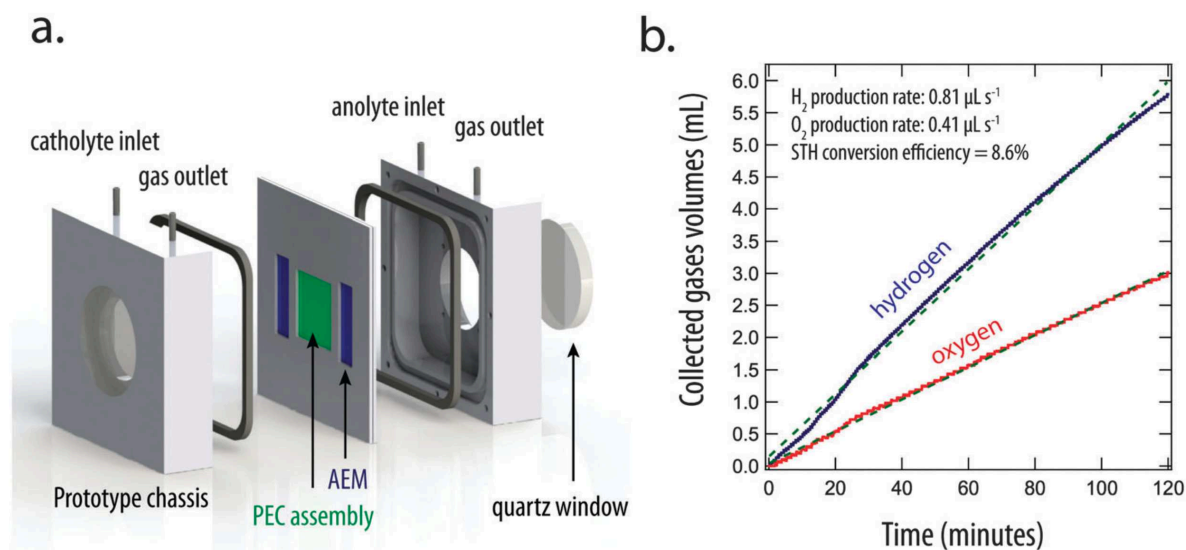 a.
catholyte inlet
gas outlet
anolyte inlet
gas outlet
Prototype chassis
PEC assembly
AEM
quartz window
b.
Collected gases volumes (mL)
6.0
5.5
5.0
4.5
4.0
3.5
3.0
2.5
2.0
1.5
1.0
0.5
0.0
H₂ production rate: 0.81 µL s⁻¹
O₂ production rate: 0.41 µL s⁻¹
STH conversion efficiency = 8.6%
hydrogen
oxygen
0 20 40 60 80 100 120
Time (minutes)